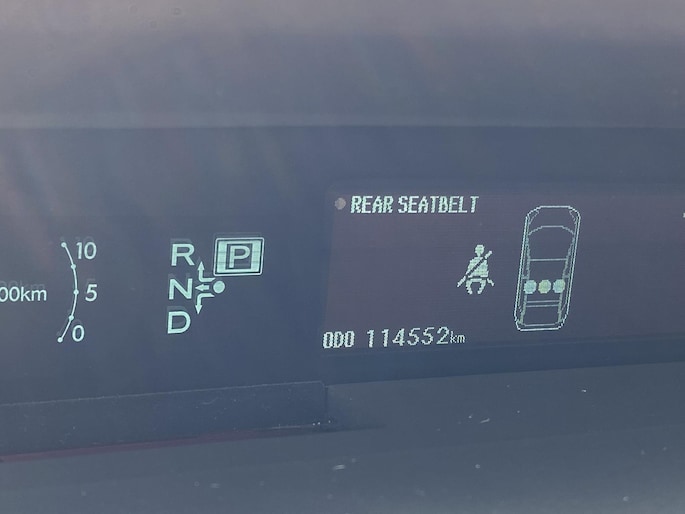 REAR SEATBELT
10
R P
00km 5 N
0 D
ODO 114552km